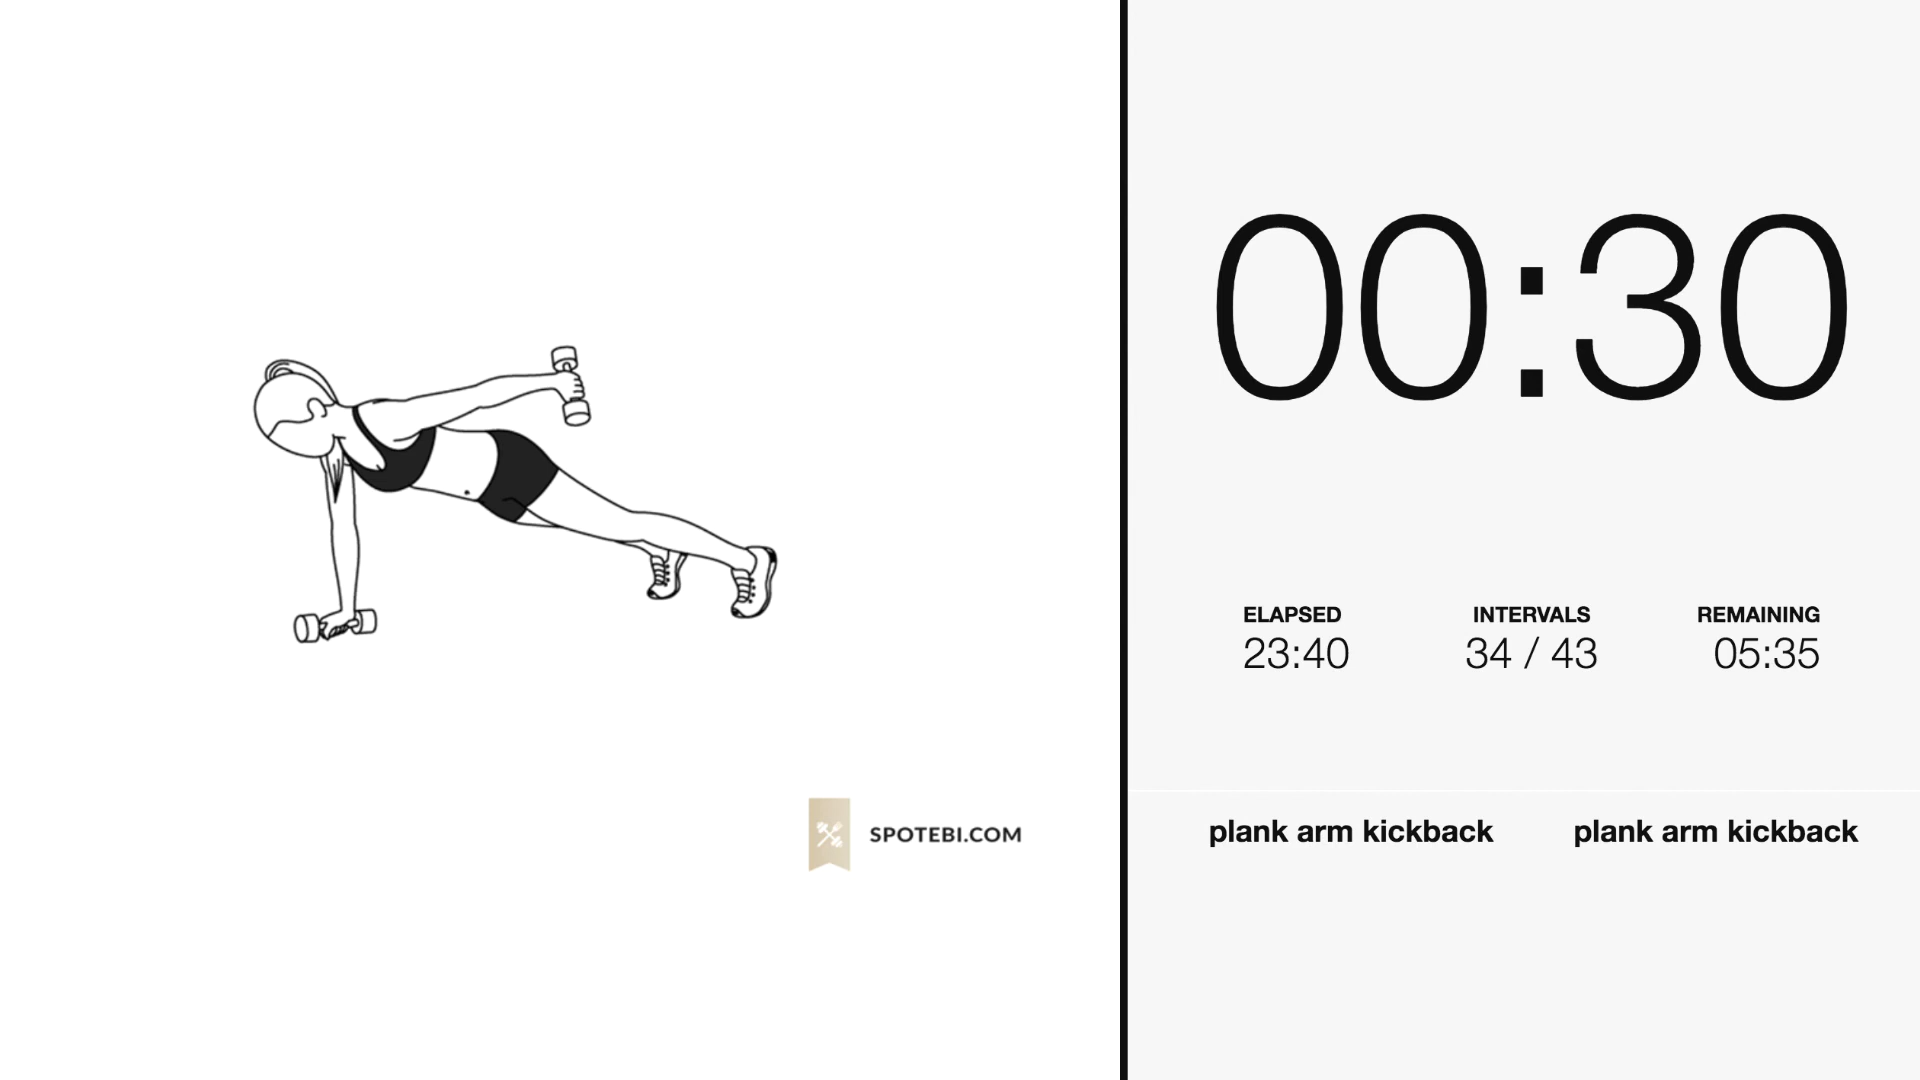 SPOTEBI.COM
00:30
ELAPSED INTERVALS REMAINING
23:40 34 / 43 05:35
plank arm kickback plank arm kickback